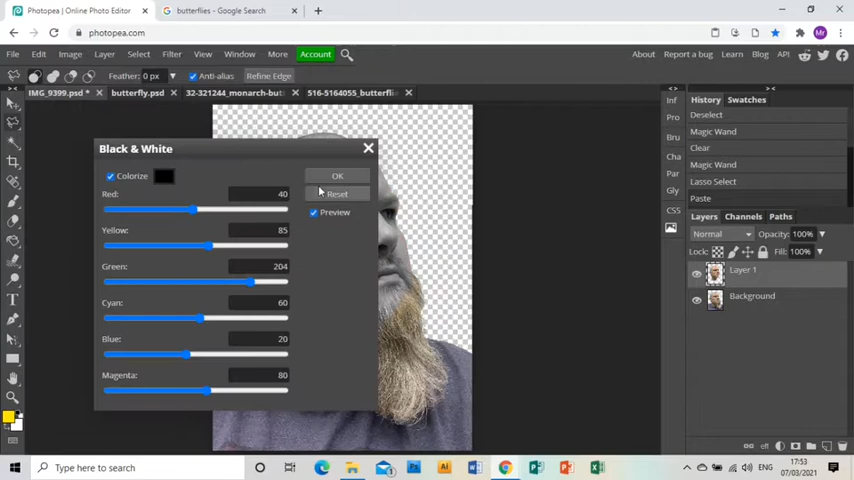 Photopea | Online Photo Editor × butterflies - Google Search × +
photopea.com Mr
File Edit Image Layer Select Filter View Window More Account About Report a bug Learn Blog API
Feather: 0 px Anti-alias Refine Edge
IMG_9399.psd * × butterfly.psd × 32-321244_monarch-but × 516-5164055_butterfli ×
Black & White
Colorize
OK
Red: 40
Reset
Preview
Yellow: 85
Green: 204
Cyan: 60
Blue: 20
Magenta: 80
Inf
Pro
Bru
Cha
Par
Gly
CSS
History Swatches
Deselect
Magic Wand
Clear
Magic Wand
Lasso Select
Paste
Layers Channels Paths
Normal Opacity: 100%
Lock: Fill: 100%
Layer 1
Background
eff
Type here to search
ENG
17:53
07/03/2021